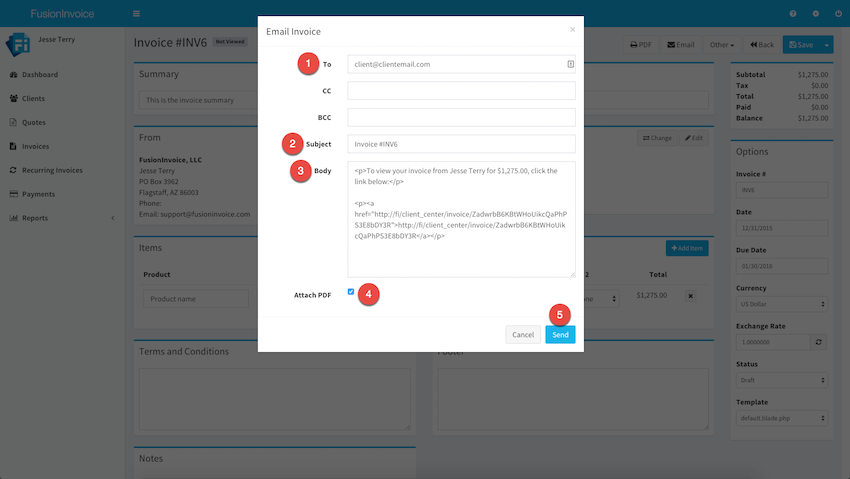 FusionInvoice
Jesse Terry
Dashboard
Clients
Quotes
Invoices
Recurring Invoices
Payments
Reports
Invoice #INV6
Not Viewed
PDF
Email
Other
Back
Save
Summary
This is the invoice summary
From
Change
Edit
FusionInvoice, LLC
Jesse Terry
PO Box 3962
Flagstaff, AZ 86003
Phone:
Email: support@fusioninvoice.com
Items
Add Item
Product
2
Total
Product name
ne
$1,275.00
Terms and Conditions
Footer
Notes
Email Invoice
×
1
To
client@clientemail.com
CC
BCC
2
Subject
Invoice #INV6
3
Body
<p>To view your invoice from Jesse Terry for $1,275.00, click the
link below:</p>
<p><a
href="http://fi/client_center/invoice/ZadwrbB6KBtWHoUikcQaPhP
S3E8bDY3R">http://fi/client_center/invoice/ZadwrbB6KBtWHoUik
cQaPhPS3E8bDY3R</a></p>
Attach PDF
4
5
Cancel
Send
Subtotal $1,275.00
Tax $0.00
Total $1,275.00
Paid $0.00
Balance $1,275.00
Options
Invoice #
INV6
Date
12/31/2015
Due Date
01/30/2016
Currency
US Dollar
Exchange Rate
1.0000000
Status
Draft
Template
default.blade.php